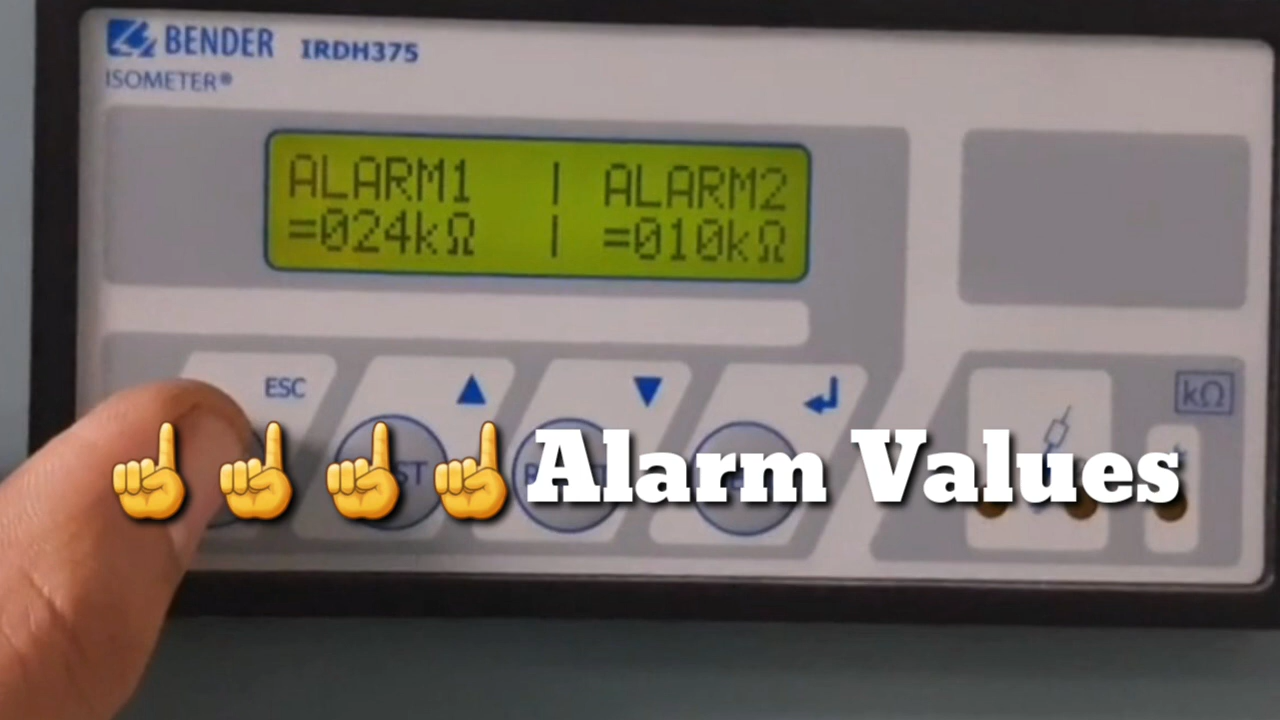 BENDER IRDH375
ISOMETER®
ALARM1 | ALARM2
=024kΩ | =010kΩ
ESC
kΩ
☝☝☝☝Alarm Values